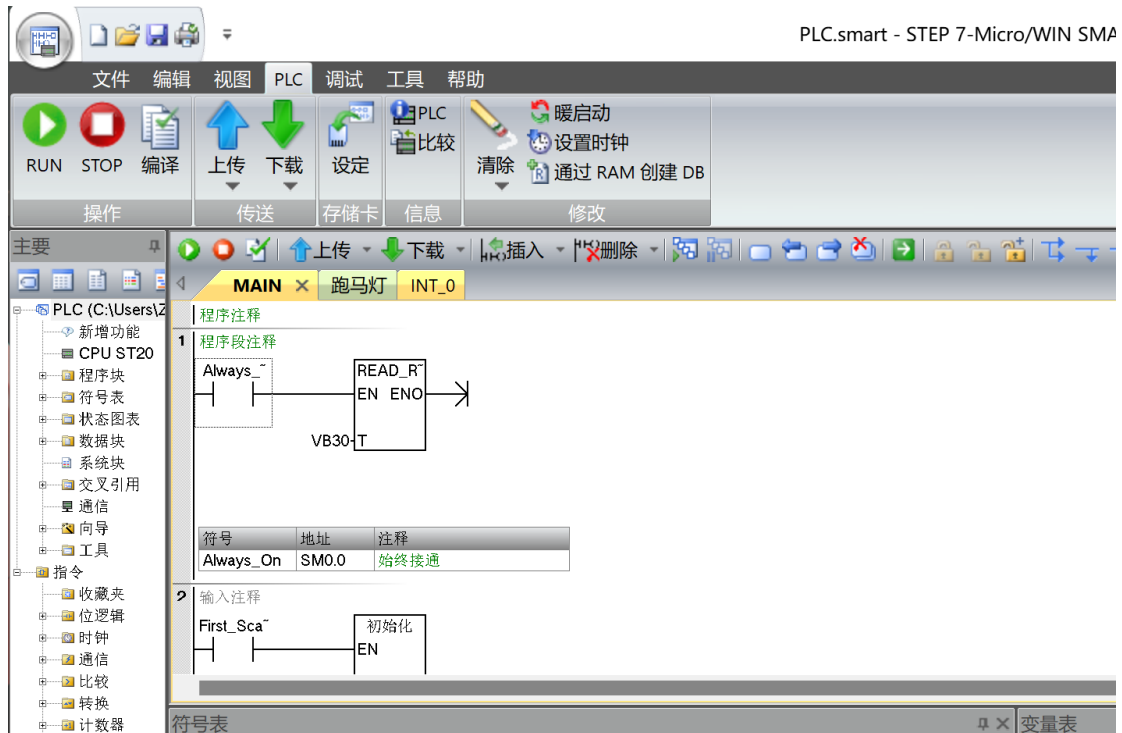 PLC.smart - STEP 7-Micro/WIN SMA
文件 编辑 视图 PLC 调试 工具 帮助
RUN STOP 编译 上传 下载 设定 PLC 比较 清除 暖启动 设置时钟 通过 RAM 创建 DB
操作 传送 存储卡 信息 修改
主要 上传 下载 插入 删除
MAIN 跑马灯 INT_0
PLC (C:\Users\Z
新增功能
CPU ST20
程序块
符号表
状态图表
数据块
系统块
交叉引用
通信
向导
工具
指令
收藏夹
位逻辑
时钟
通信
比较
转换
计数器
程序注释
1 程序段注释
Always_~ READ_R~
EN ENO
VB30-T
符号 地址 注释
Always_On SM0.0 始终接通
2 输入注释
First_Sca~ 初始化
EN
符号表 变量表